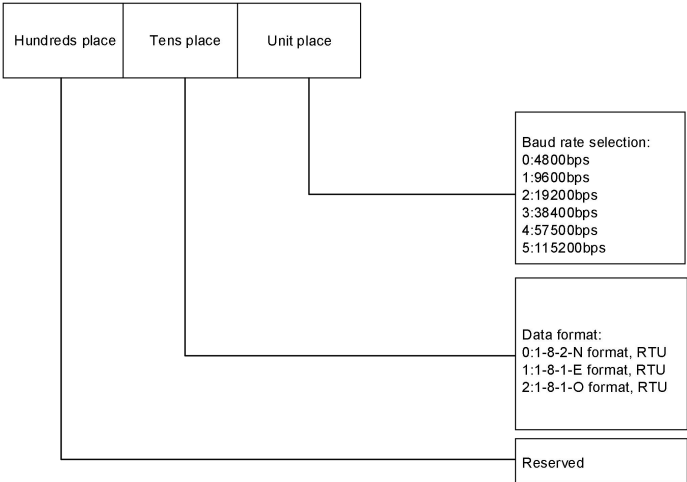 Hundreds place
Tens place
Unit place
Baud rate selection:
0:4800bps
1:9600bps
2:19200bps
3:38400bps
4:57500bps
5:115200bps
Data format:
0:1-8-2-N format, RTU
1:1-8-1-E format, RTU
2:1-8-1-O format, RTU
Reserved